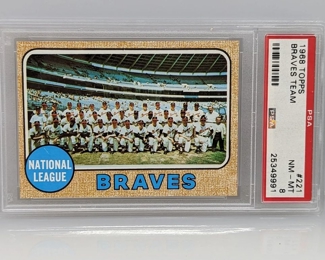 NATIONAL
LEAGUE
BRAVES
1968 TOPPS
BRAVES TEAM
PSA
#221
NM - MT
8
25349991